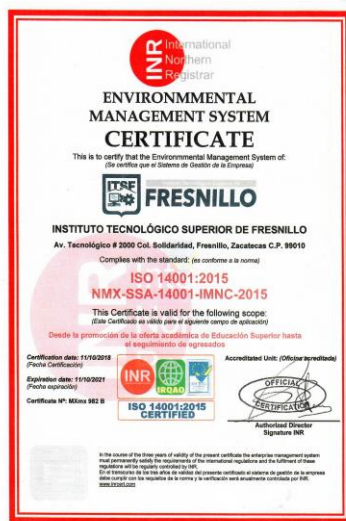 INR International
Northern
Registrar
ENVIRONMMENTAL
MANAGEMENT SYSTEM
CERTIFICATE
This is to certify that the Environmmental Management System of:
(Se certifica que el Sistema de Gestión de la Empresa)
ITSF
FRESNILLO
INSTITUTO TECNOLÓGICO SUPERIOR DE FRESNILLO
Av. Tecnológico # 2000 Col. Solidaridad, Fresnillo, Zacatecas C.P. 99010
Complies with the standard: (es conforme a la norma)
ISO 14001:2015
NMX-SSA-14001-IMNC-2015
This Certificate is valid for the following scope:
(Este Certificado es válido para el siguiente campo de aplicación)
Desde la promoción de la oferta académica de Educación Superior hasta
el seguimiento de egresados
Certification date: 11/10/2018
(Fecha Certificación)
Expiration date: 11/10/2021
(Fecha expiración)
Certificate Nº: MXmx 982 B
INR
IRQAO
ISO 14001:2015
CERTIFIED
Accredited Unit: (Oficina acreditada)
OFFICIAL
CERTIFICATION
Authorized Director
Signature INR
In the course of the three years of validity of the present certificate the enterprise management system
must permanently satisfy the requirements of the international regulations and the fulfilment of these
regulations will be regularly controlled by INR.
En el transcurso de los tres años de validez del presente certificado el sistema de gestión de la empresa
debe cumplir con los requisitos de la norma y la verificación será anualmente controlada por INR.
www.inrcert.com